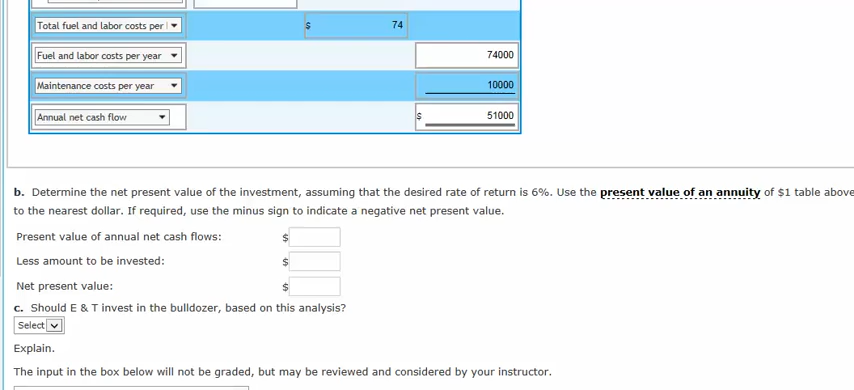 Total fuel and labor costs per
$ 74
Fuel and labor costs per year
74000
Maintenance costs per year
10000
Annual net cash flow
$ 51000
b. Determine the net present value of the investment, assuming that the desired rate of return is 6%. Use the present value of an annuity of $1 table above
to the nearest dollar. If required, use the minus sign to indicate a negative net present value.
Present value of annual net cash flows: $
Less amount to be invested: $
Net present value: $
c. Should E & T invest in the bulldozer, based on this analysis?
Select
Explain.
The input in the box below will not be graded, but may be reviewed and considered by your instructor.